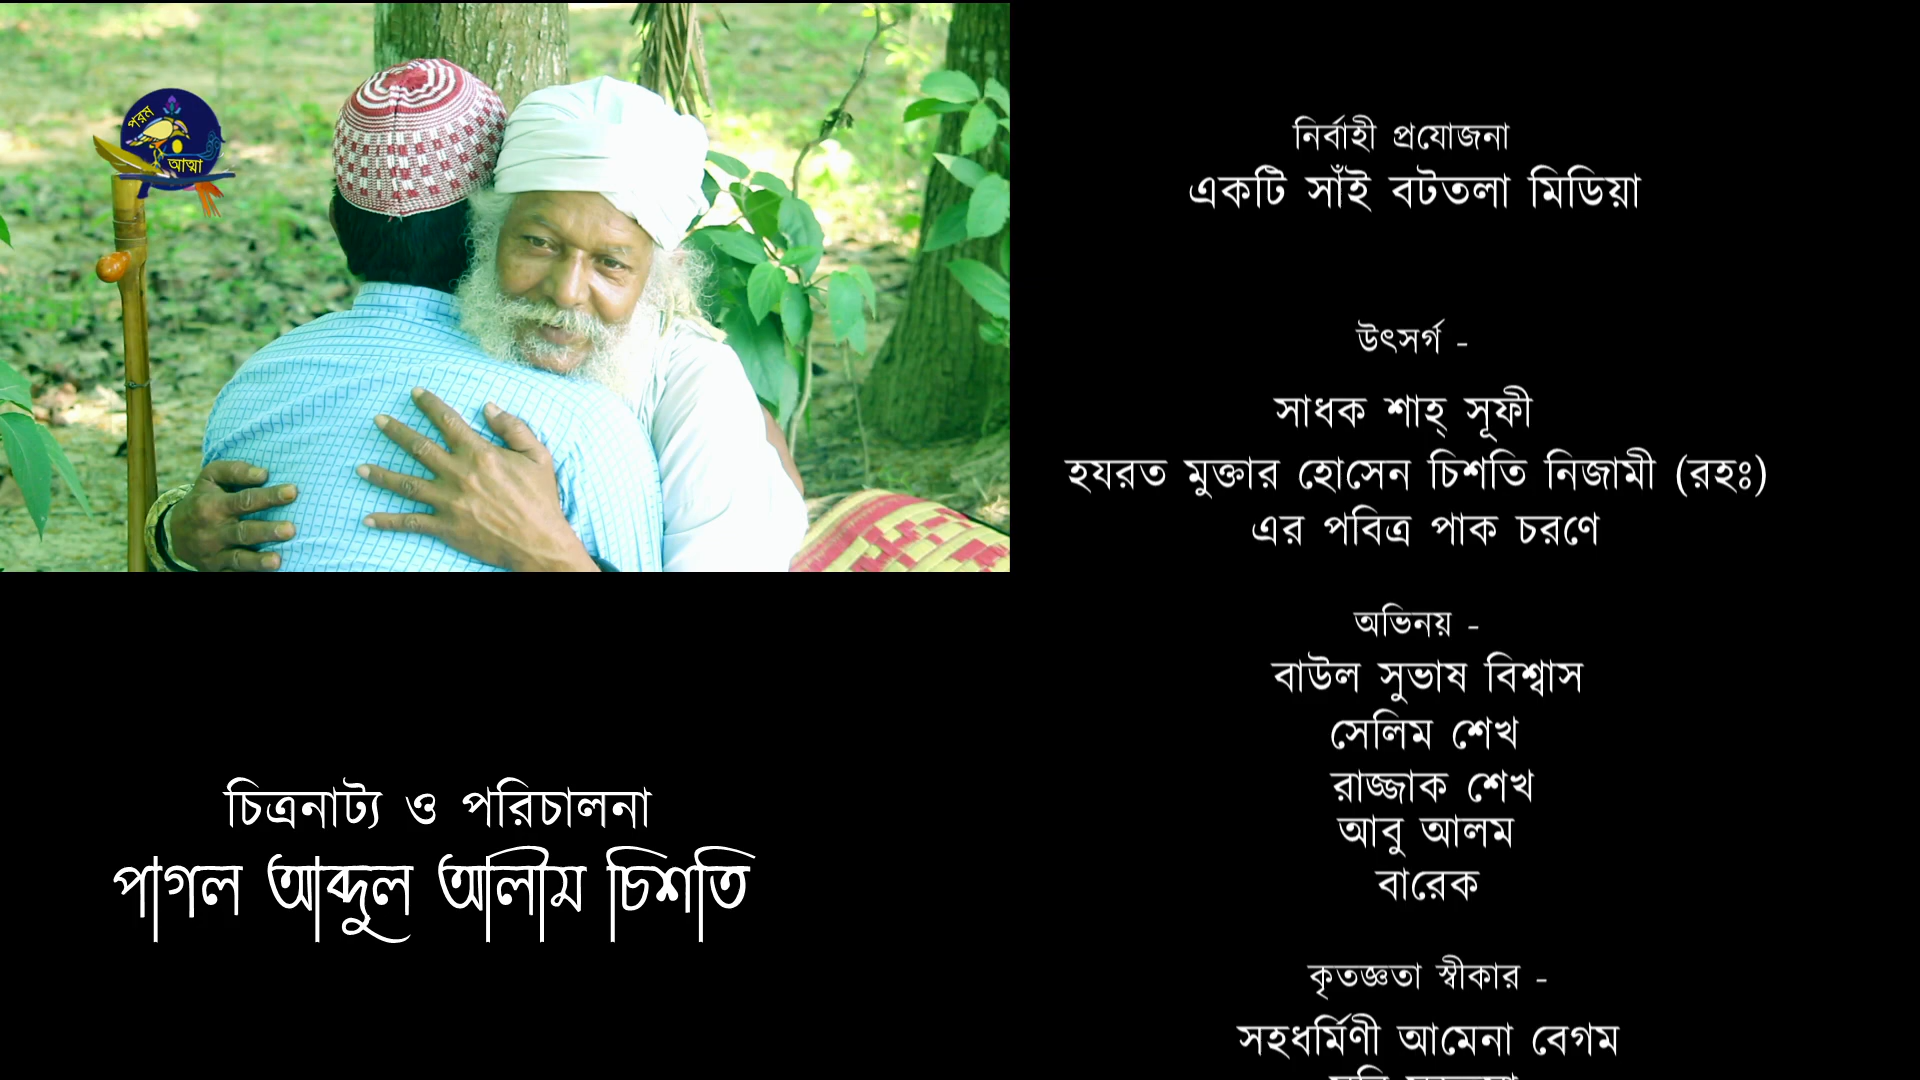 পরম
আত্মা
চিত্রনাট্য ও পরিচালনা
পাগল আব্দুল আলীম চিশতি
নির্বাহী প্রযোজনা
একটি সাঁই বটতলা মিডিয়া
উৎসর্গ -
সাধক শাহ্ সূফী
হযরত মুক্তার হোসেন চিশতি নিজামী (রহঃ)
এর পবিত্র পাক চরণে
অভিনয় -
বাউল সুভাষ বিশ্বাস
সেলিম শেখ
রাজ্জাক শেখ
আবু আলম
বারেক
কৃতজ্ঞতা স্বীকার -
সহধর্মিণী আমেনা বেগম